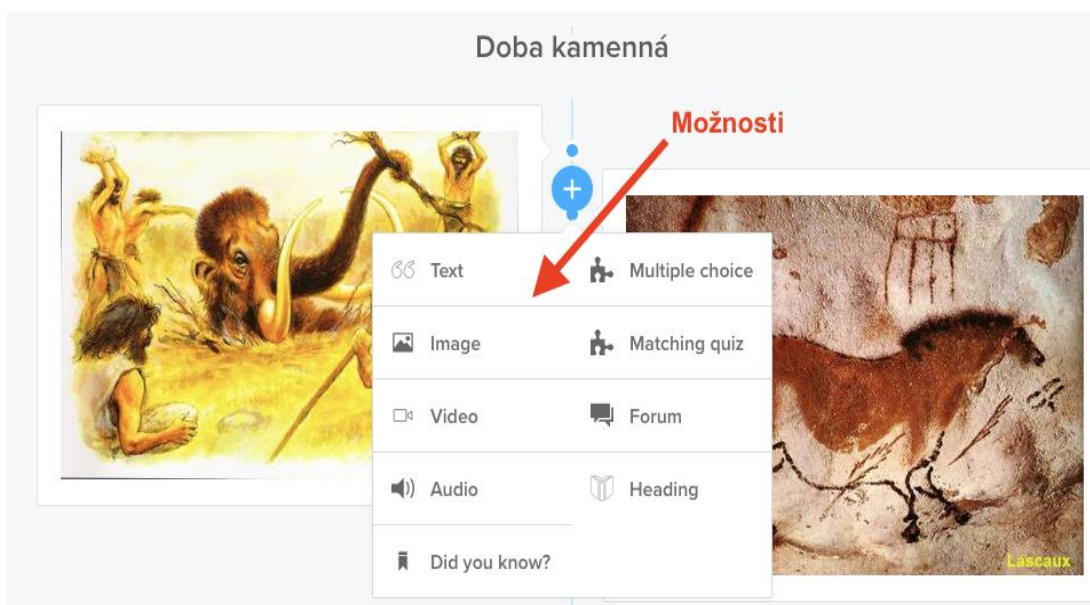 Doba kamenná
Možnosti
Text
Multiple choice
Image
Matching quiz
Video
Forum
Audio
Heading
Did you know?
Lascaux